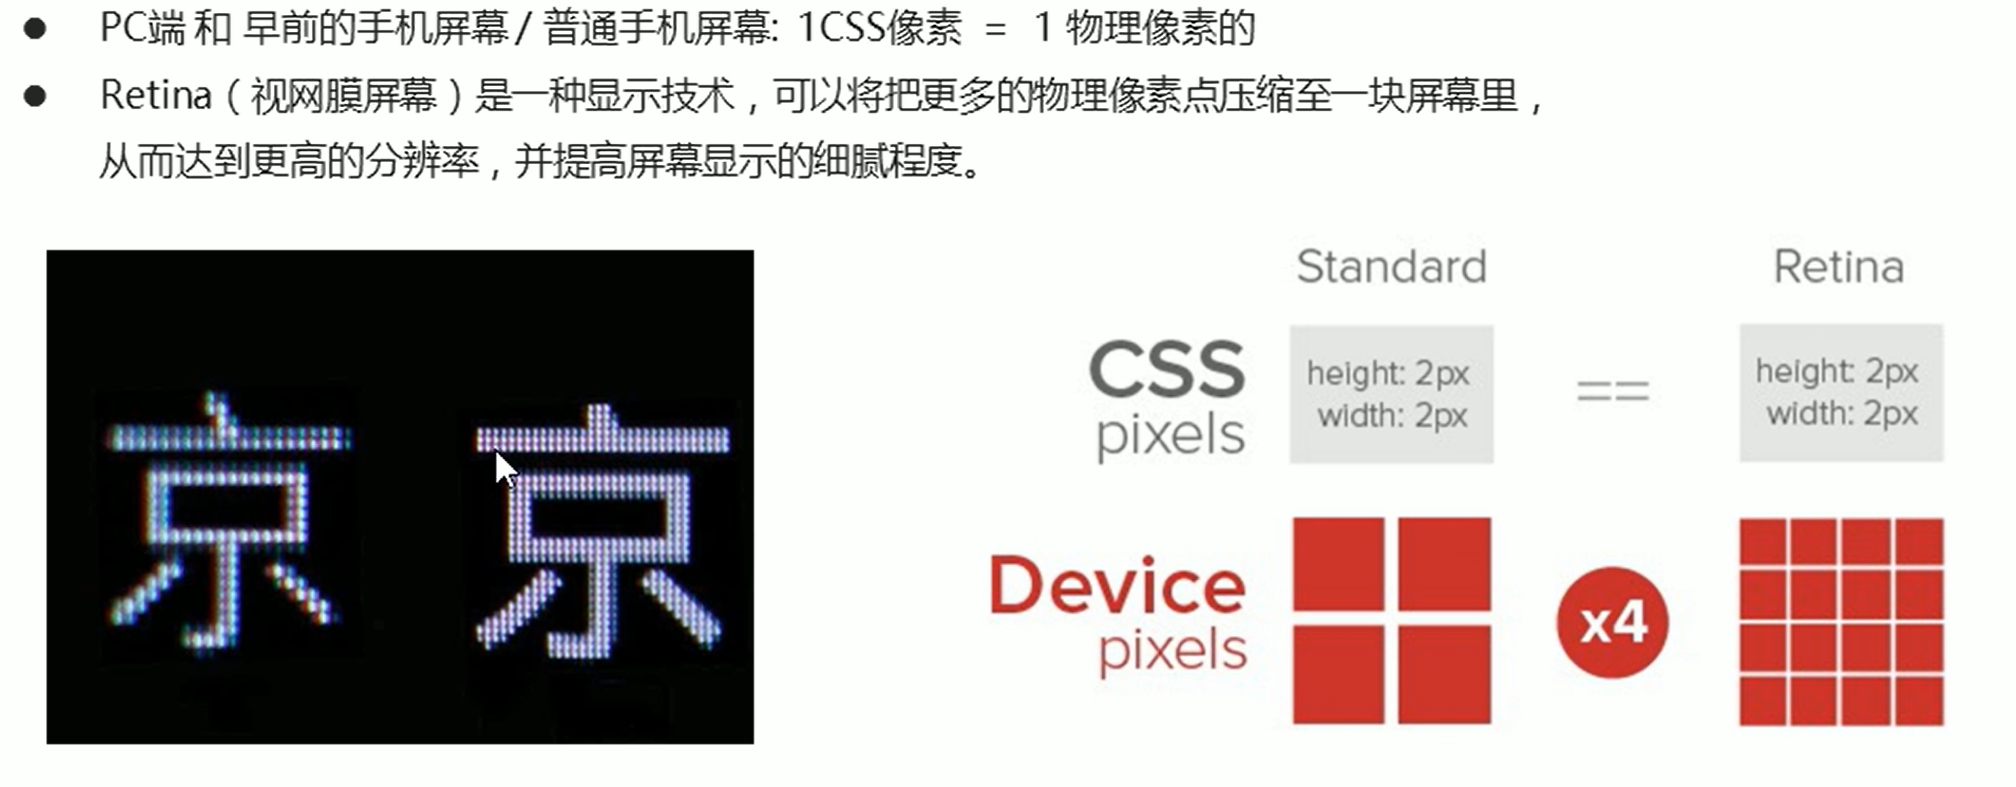 ● PC端 和 早前的手机屏幕 / 普通手机屏幕: 1CSS像素 = 1 物理像素的
● Retina（视网膜屏幕）是一种显示技术，可以将把更多的物理像素点压缩至一块屏幕里，
从而达到更高的分辨率，并提高屏幕显示的细腻程度。
京 京
Standard Retina
CSS
pixels
height: 2px
width: 2px
==
height: 2px
width: 2px
Device
pixels
x4